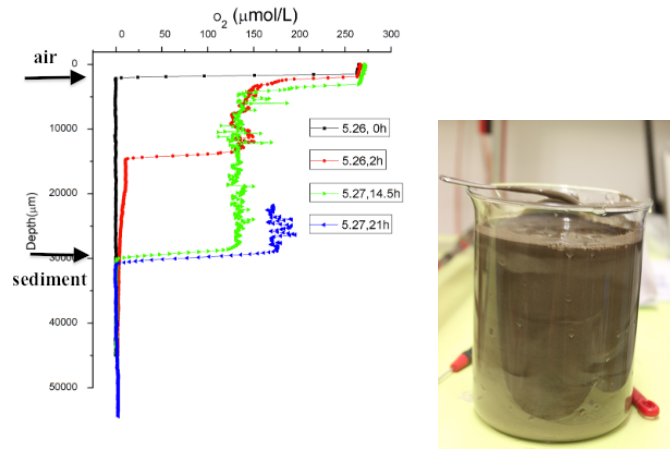 O₂ (μmol/L)
0 50 100 150 200 250 300
air
0
10000
20000
30000
40000
50000
Depth(μm)
5.26, 0h
5.26,2h
5.27,14.5h
5.27,21h
sediment